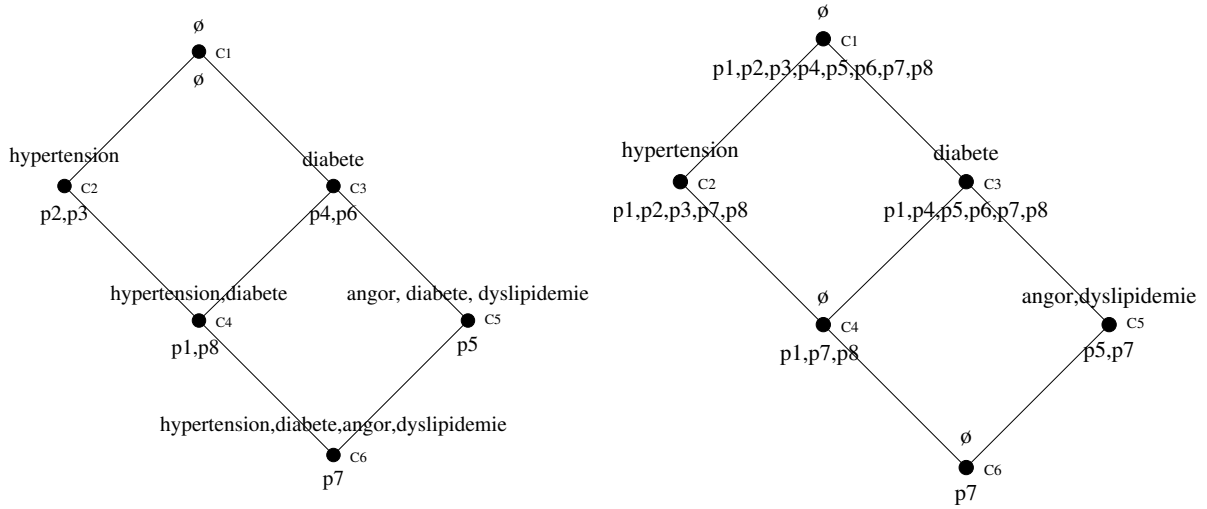 ø
C1
ø
hypertension
C2
p2,p3
diabete
C3
p4,p6
hypertension,diabete
C4
p1,p8
angor, diabete, dyslipidemie
C5
p5
hypertension,diabete,angor,dyslipidemie
C6
p7
ø
C1
p1,p2,p3,p4,p5,p6,p7,p8
hypertension
C2
p1,p2,p3,p7,p8
diabete
C3
p1,p4,p5,p6,p7,p8
ø
C4
p1,p7,p8
angor,dyslipidemie
C5
p5,p7
ø
C6
p7